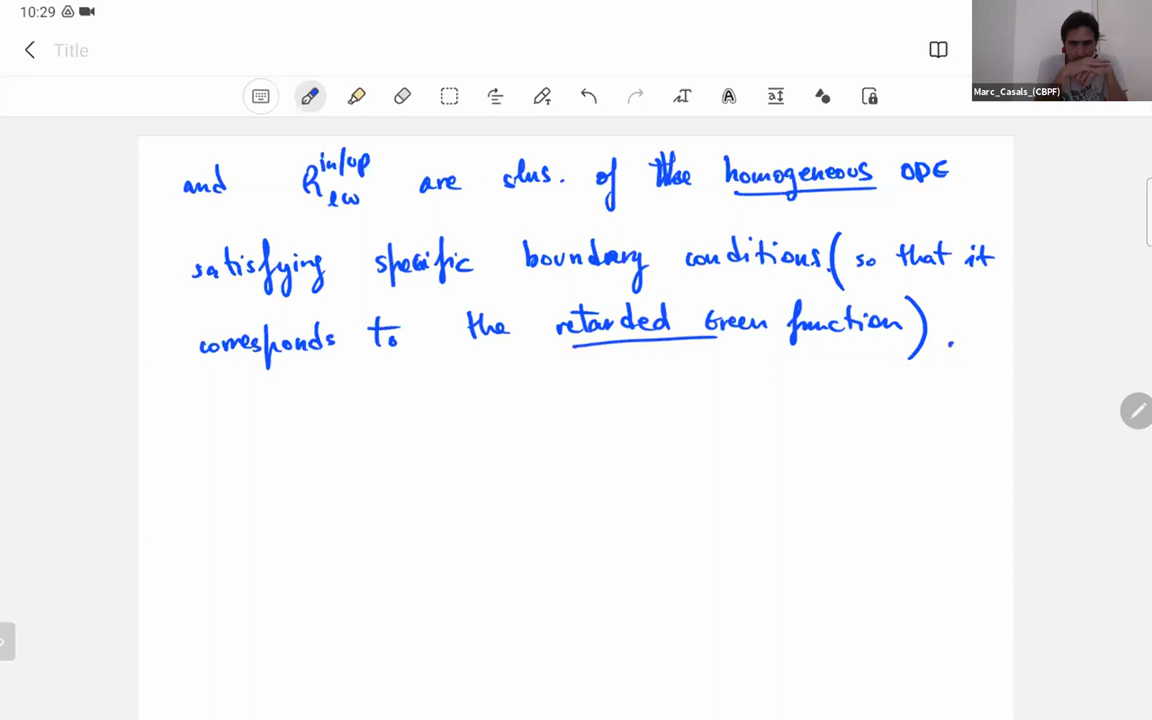 10:29
Title
Marc_Casals_(CBPF)
and R_{lω}^{in/up} are slns. of the homogeneous ODE
satisfying specific boundary conditions (so that it
corresponds to the retarded Green function).